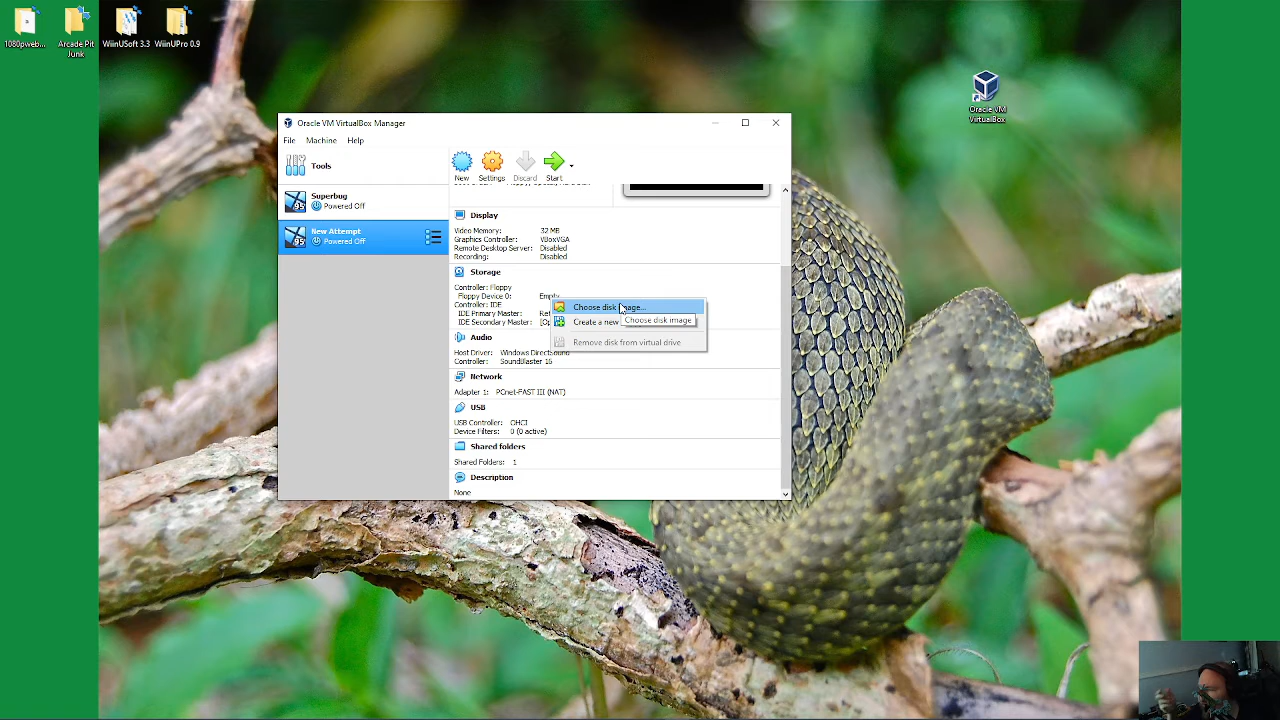 1080pweb...
Arcade Pit
Junk
WiinUSoft 3.3
WiinUPro 0.9
Oracle VM
VirtualBox
Oracle VM VirtualBox Manager
File
Machine
Help
Tools
New
Settings
Discard
Start
Superbug
Powered Off
New Attempt
Powered Off
95
95
Display
Video Memory: 32 MB
Graphics Controller: VBoxVGA
Remote Desktop Server: Disabled
Recording: Disabled
Storage
Controller: Floppy
Floppy Device 0: Empty
Controller: IDE
IDE Primary Master:
IDE Secondary Master:
Choose disk image...
Create a new
Choose disk image
Remove disk from virtual drive
Audio
Host Driver: Windows DirectSound
Controller: SoundBlaster 16
Network
Adapter 1: PCnet-FAST III (NAT)
USB
USB Controller: OHCI
Device Filters: 0 (0 active)
Shared folders
Shared Folders: 1
Description
None